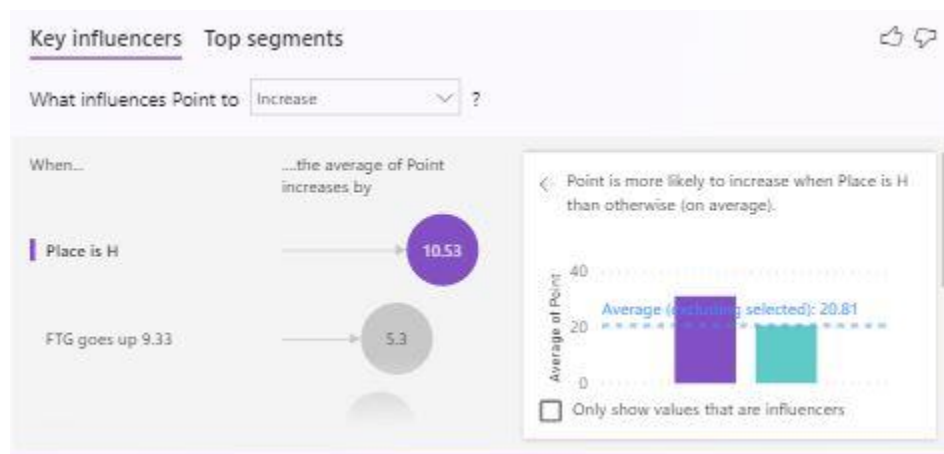 Key influencers Top segments
What influences Point to Increase ?
When...
....the average of Point
increases by
Place is H
10.53
FTG goes up 9.33
5.3
Point is more likely to increase when Place is H
than otherwise (on average).
Average of Point
40
20
0
Average (excluding selected): 20.81
Only show values that are influencers